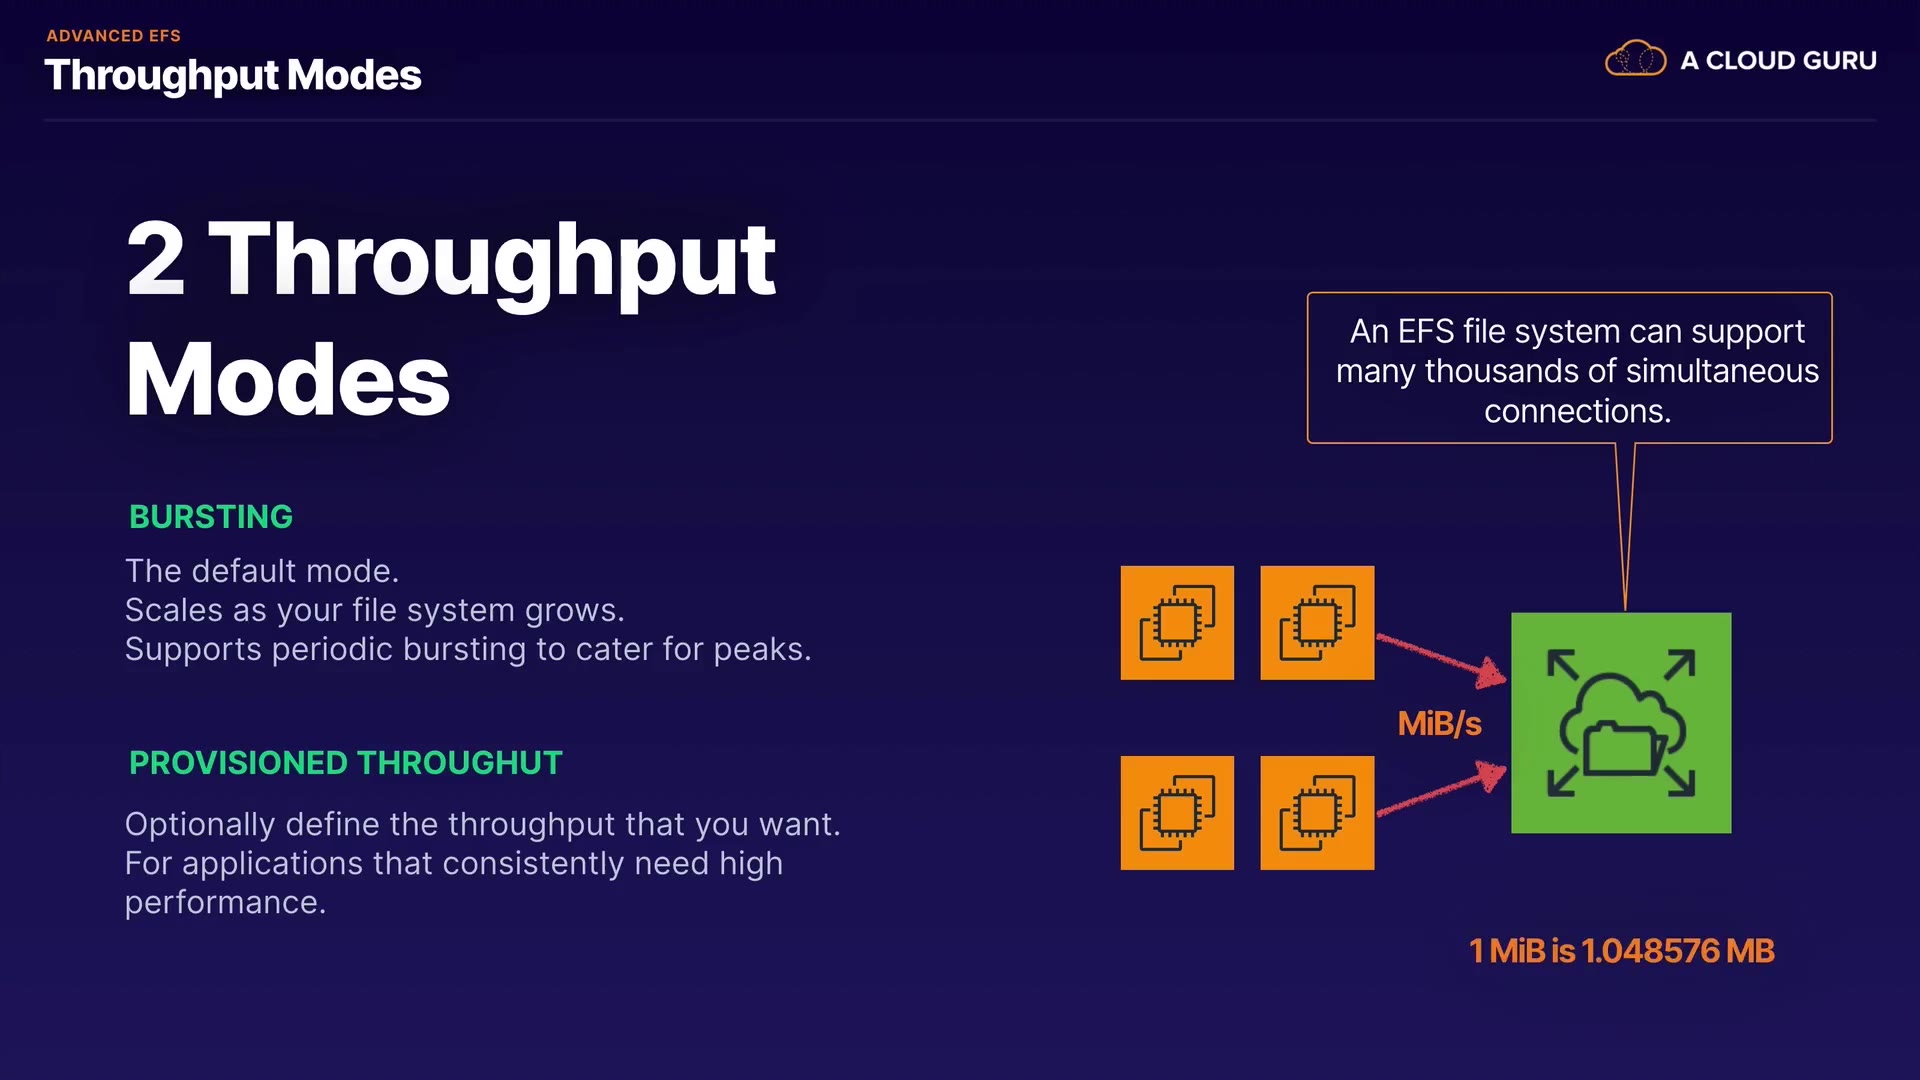 ADVANCED EFS
Throughput Modes
A CLOUD GURU
2 Throughput
Modes
BURSTING
The default mode.
Scales as your file system grows.
Supports periodic bursting to cater for peaks.
PROVISIONED THROUGHUT
Optionally define the throughput that you want.
For applications that consistently need high
performance.
An EFS file system can support
many thousands of simultaneous
connections.
MiB/s
1 MiB is 1.048576 MB